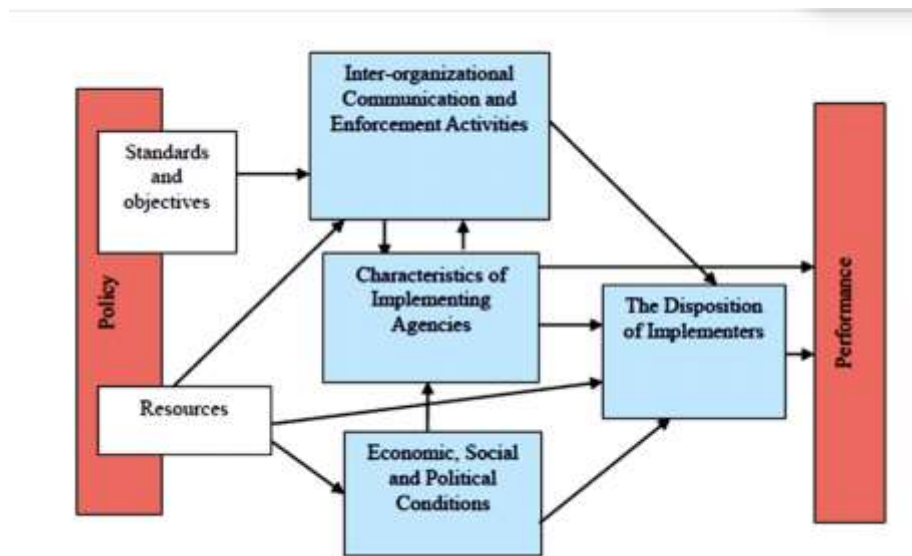 Inter-organizational
Communication and
Enforcement Activities
Standards
and
objectives
Policy
Characteristics of
Implementing
Agencies
The Disposition
of Implementers
Performance
Resources
Economic, Social
and Political
Conditions